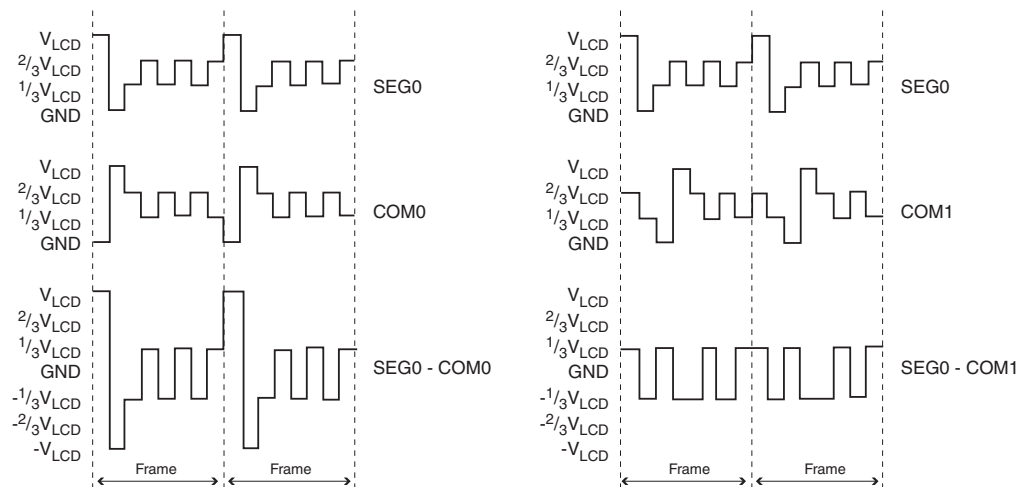 V_LCD
2/3V_LCD
1/3V_LCD
GND
SEG0
V_LCD
2/3V_LCD
1/3V_LCD
GND
COM0
V_LCD
2/3V_LCD
1/3V_LCD
GND
-1/3V_LCD
-2/3V_LCD
-V_LCD
SEG0 - COM0
Frame
Frame
V_LCD
2/3V_LCD
1/3V_LCD
GND
SEG0
V_LCD
2/3V_LCD
1/3V_LCD
GND
COM1
V_LCD
2/3V_LCD
1/3V_LCD
GND
-1/3V_LCD
-2/3V_LCD
-V_LCD
SEG0 - COM1
Frame
Frame